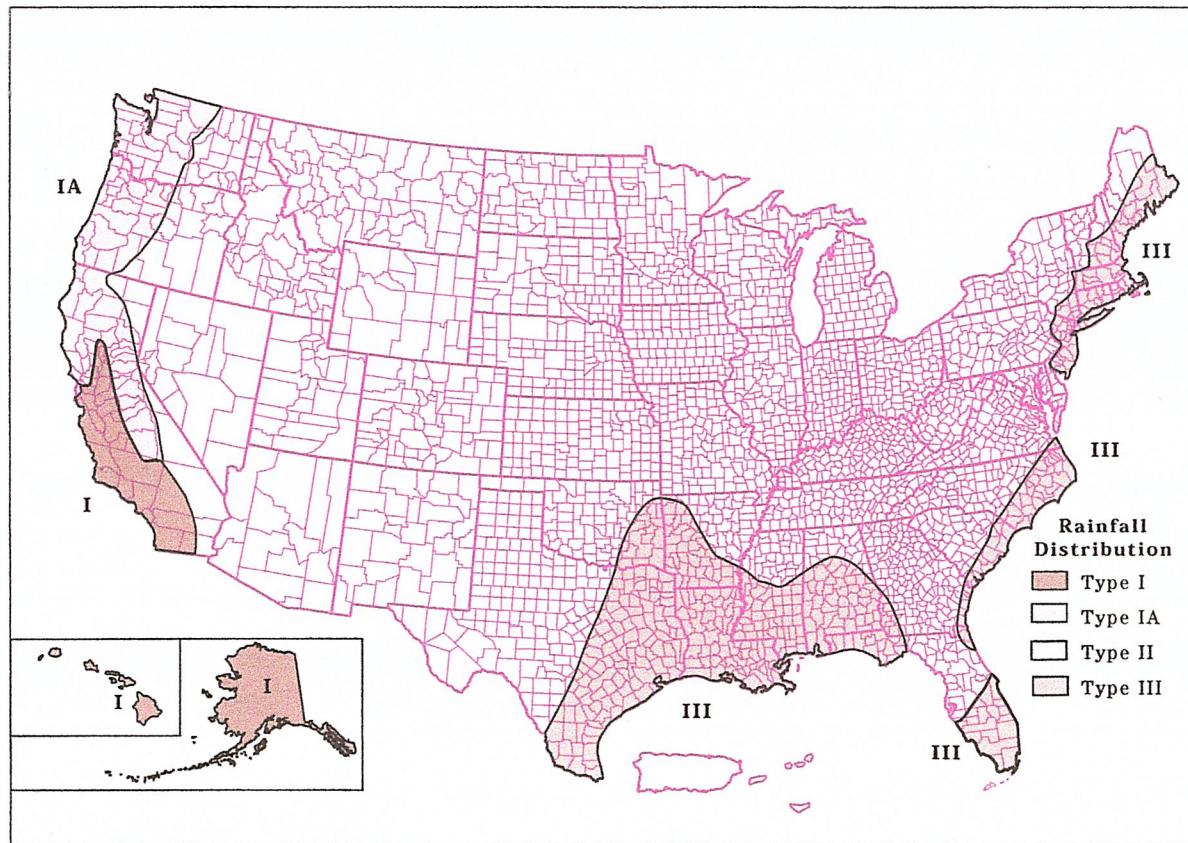 IA
III
III
I
Rainfall
Distribution
Type I
Type IA
Type II
Type III
I
I
III
III